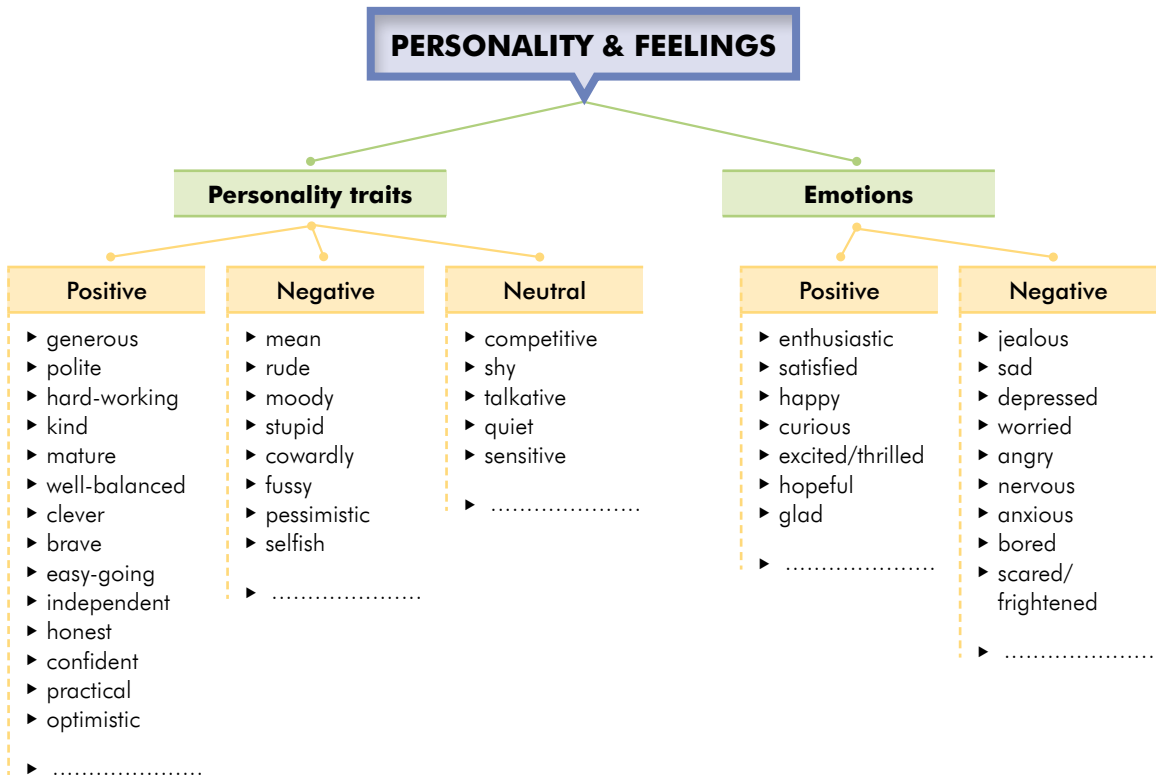 PERSONALITY & FEELINGS
Personality traits
Positive
▶ generous
▶ polite
▶ hard-working
▶ kind
▶ mature
▶ well-balanced
▶ clever
▶ brave
▶ easy-going
▶ independent
▶ honest
▶ confident
▶ practical
▶ optimistic
▶ .....................
Negative
▶ mean
▶ rude
▶ moody
▶ stupid
▶ cowardly
▶ fussy
▶ pessimistic
▶ selfish
▶ .....................
Neutral
▶ competitive
▶ shy
▶ talkative
▶ quiet
▶ sensitive
▶ .....................
Emotions
Positive
▶ enthusiastic
▶ satisfied
▶ happy
▶ curious
▶ excited/thrilled
▶ hopeful
▶ glad
▶ .....................
Negative
▶ jealous
▶ sad
▶ depressed
▶ worried
▶ angry
▶ nervous
▶ anxious
▶ bored
▶ scared/
frightened
▶ .....................